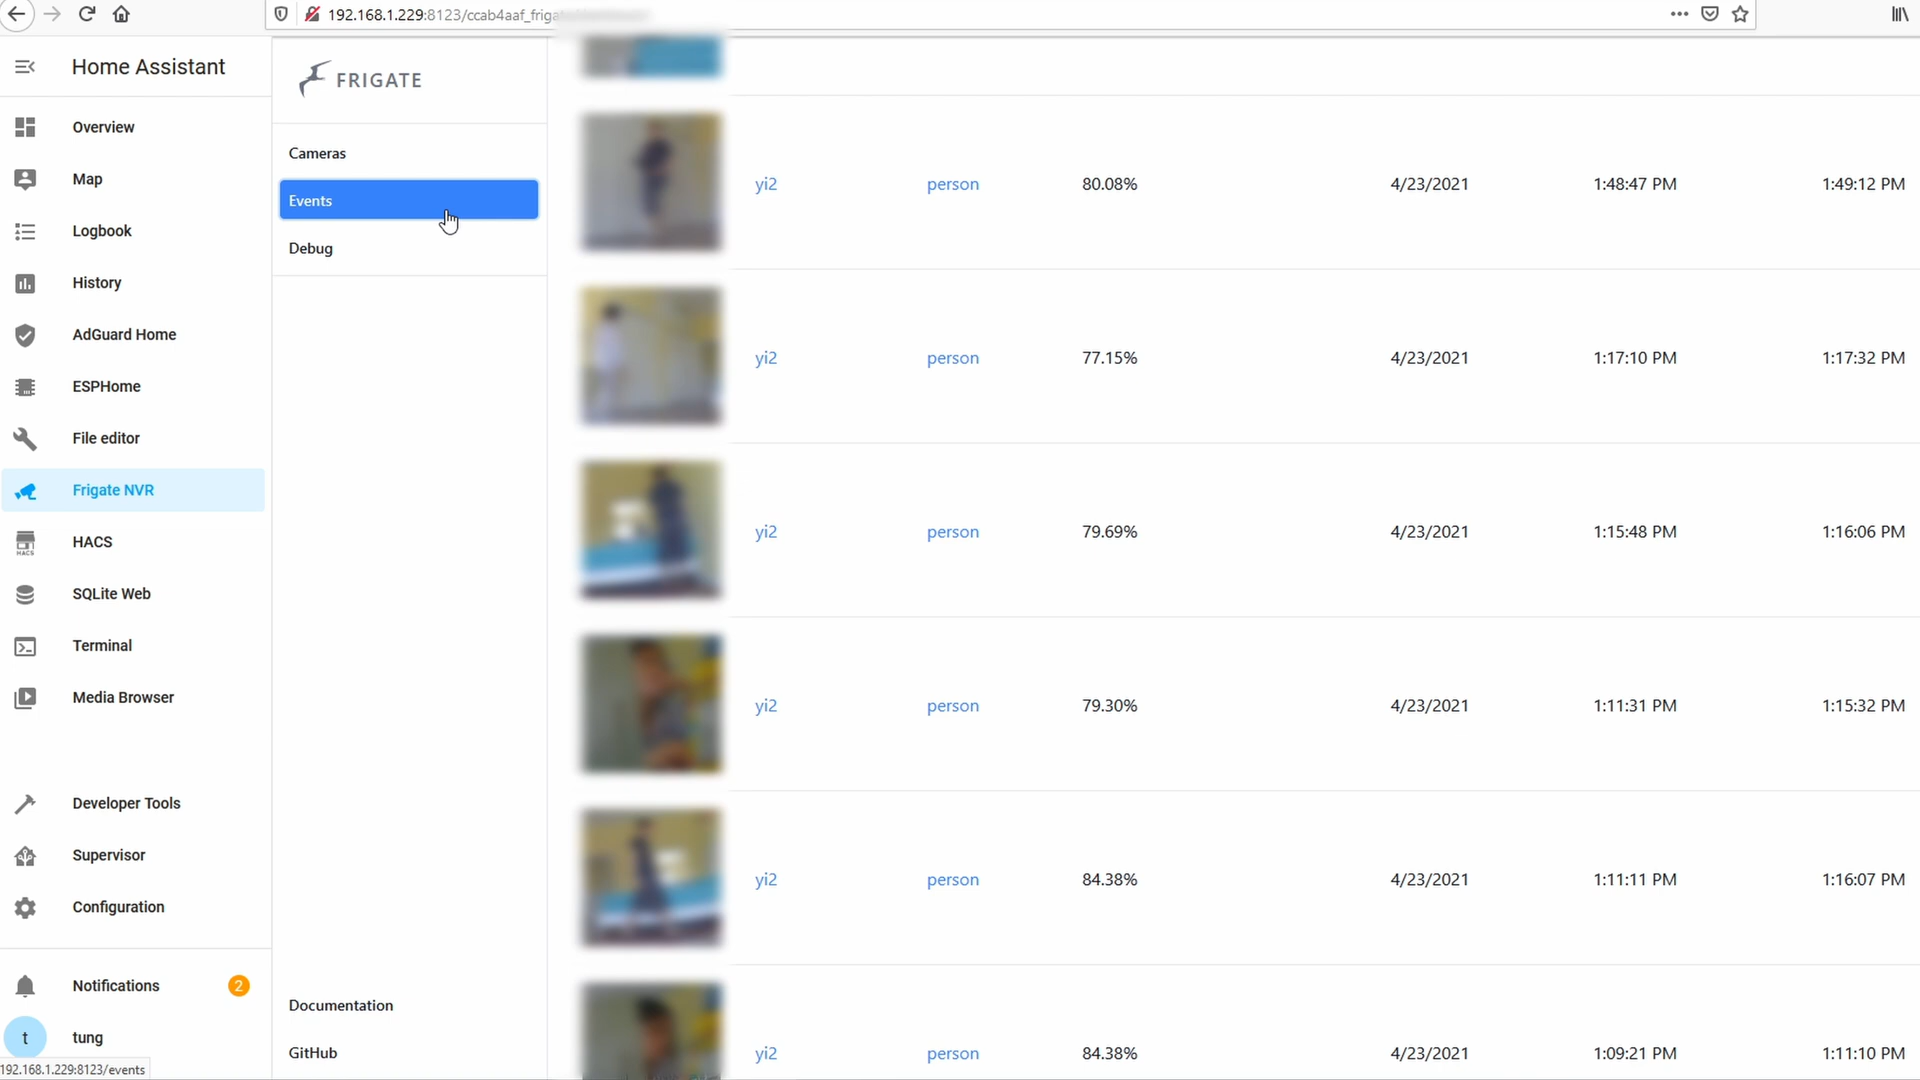 192.168.1.229:8123/ccab4aaf_friga
Home Assistant
Overview
Map
Logbook
History
AdGuard Home
ESPHome
File editor
Frigate NVR
HACS
HACS
SQLite Web
Terminal
Media Browser
Developer Tools
Supervisor
Configuration
Notifications
2
t
tung
192.168.1.229:8123/events
FRIGATE
Cameras
Events
Debug
Documentation
GitHub
yi2 person 80.08% 4/23/2021 1:48:47 PM 1:49:12 PM
yi2 person 77.15% 4/23/2021 1:17:10 PM 1:17:32 PM
yi2 person 79.69% 4/23/2021 1:15:48 PM 1:16:06 PM
yi2 person 79.30% 4/23/2021 1:11:31 PM 1:15:32 PM
yi2 person 84.38% 4/23/2021 1:11:11 PM 1:16:07 PM
yi2 person 84.38% 4/23/2021 1:09:21 PM 1:11:10 PM